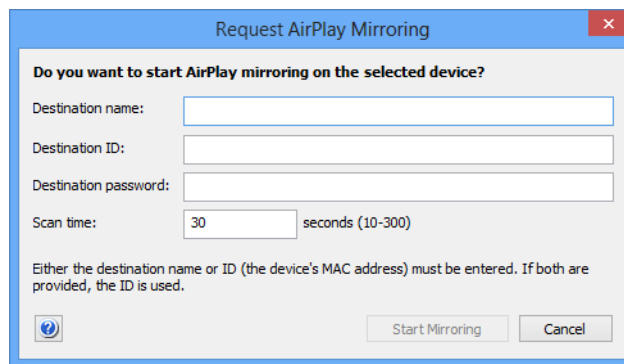 Request AirPlay Mirroring
Do you want to start AirPlay mirroring on the selected device?
Destination name:
Destination ID:
Destination password:
Scan time: 30 seconds (10-300)
Either the destination name or ID (the device's MAC address) must be entered. If both are
provided, the ID is used.
Start Mirroring Cancel